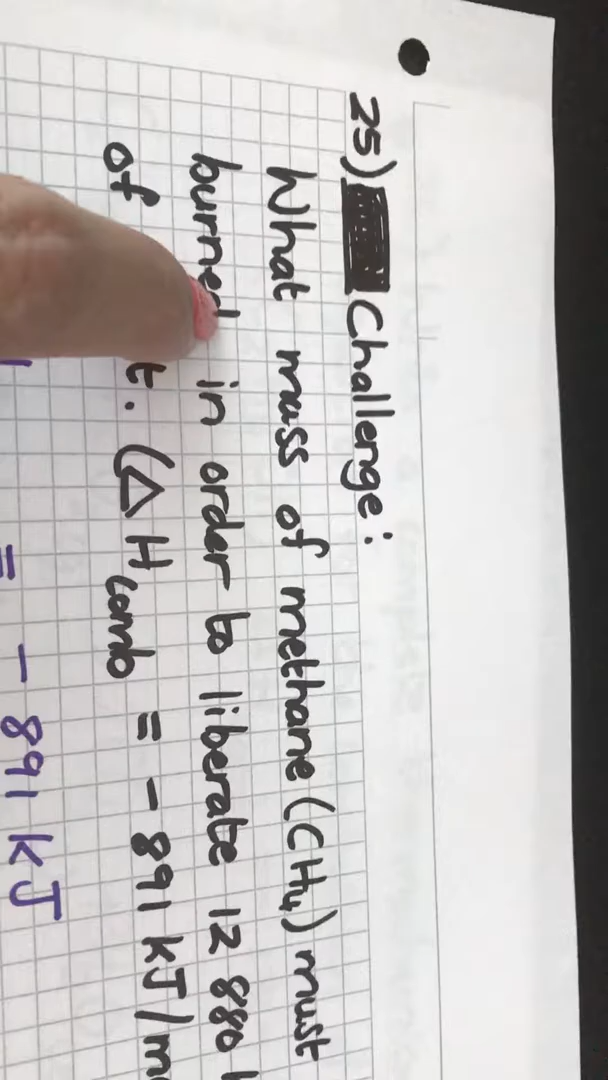 25) Challenge:
What mass of methane (CH₄) must
burned in order to liberate 12 880
of t. (ΔH comb = - 891 kJ/m
= - 891 kJ